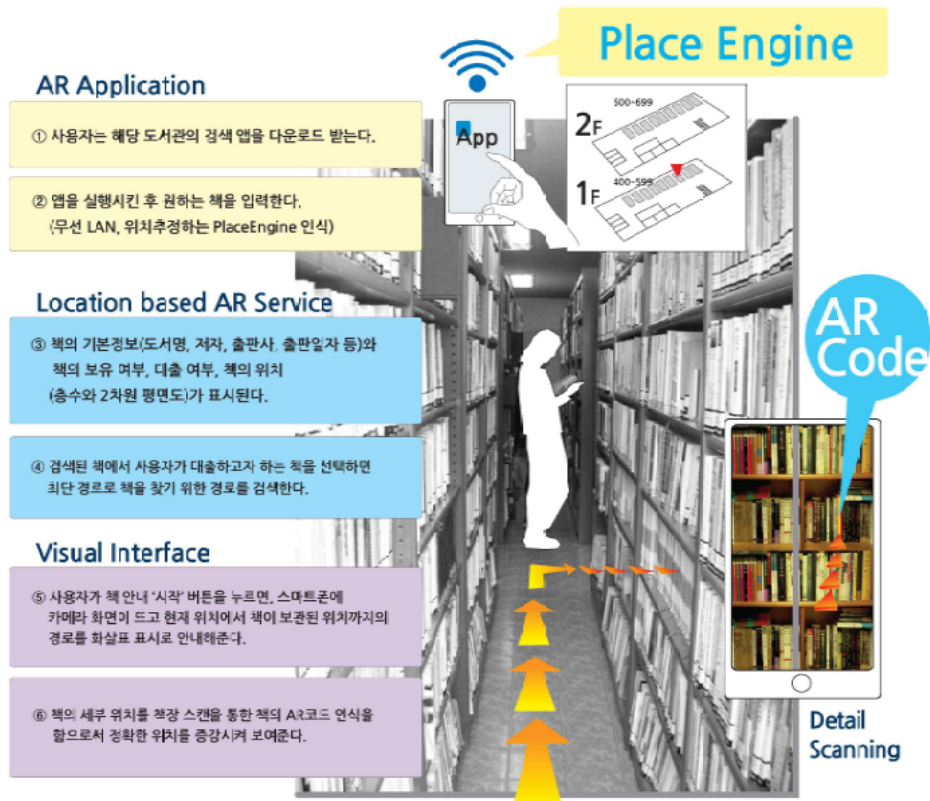 Place Engine
AR Application
① 사용자는 해당 도서관의 검색 앱을 다운로드 받는다.
② 앱을 실행시킨 후 원하는 책을 입력한다.
(무선 LAN, 위치추정하는 PlaceEngine 인식)
App
500~699
2F
400~599
1F
Location based AR Service
③ 책의 기본정보(도서명, 저자, 출판사, 출판일자 등)와
책의 보유 여부, 대출 여부, 책의 위치
(층수와 2차원 평면도)가 표시된다.
④ 검색된 책에서 사용자가 대출하고자 하는 책을 선택하면
최단 경로로 책을 찾기 위한 경로를 검색한다.
AR
Code
Visual Interface
⑤ 사용자가 책 안내 '시작' 버튼을 누르면, 스마트폰에
카메라 화면이 드고 현재 위치에서 책이 보관된 위치까지의
경로를 화살표 표시로 안내해준다.
⑥ 책의 세부 위치를 책장 스캔을 통한 책의 AR코드 인식을
함으로서 정확한 위치를 증강시켜 보여준다.
Detail
Scanning